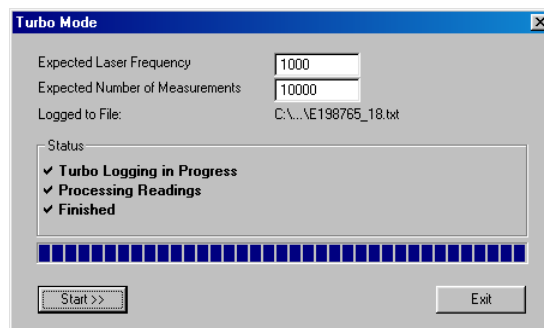 Turbo Mode
Expected Laser Frequency 1000
Expected Number of Measurements 10000
Logged to File: C:\...\E198765_18.txt
Status
✔ Turbo Logging in Progress
✔ Processing Readings
✔ Finished
Start >> Exit